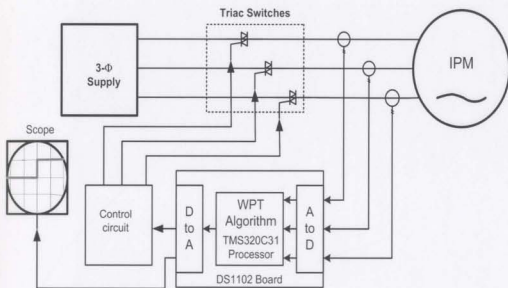 Triac Switches
3-Φ
Supply
IPM
Scope
Control
circuit
D
to
A
WPT
Algorithm
TMS320C31
Processor
A
to
D
DS1102 Board